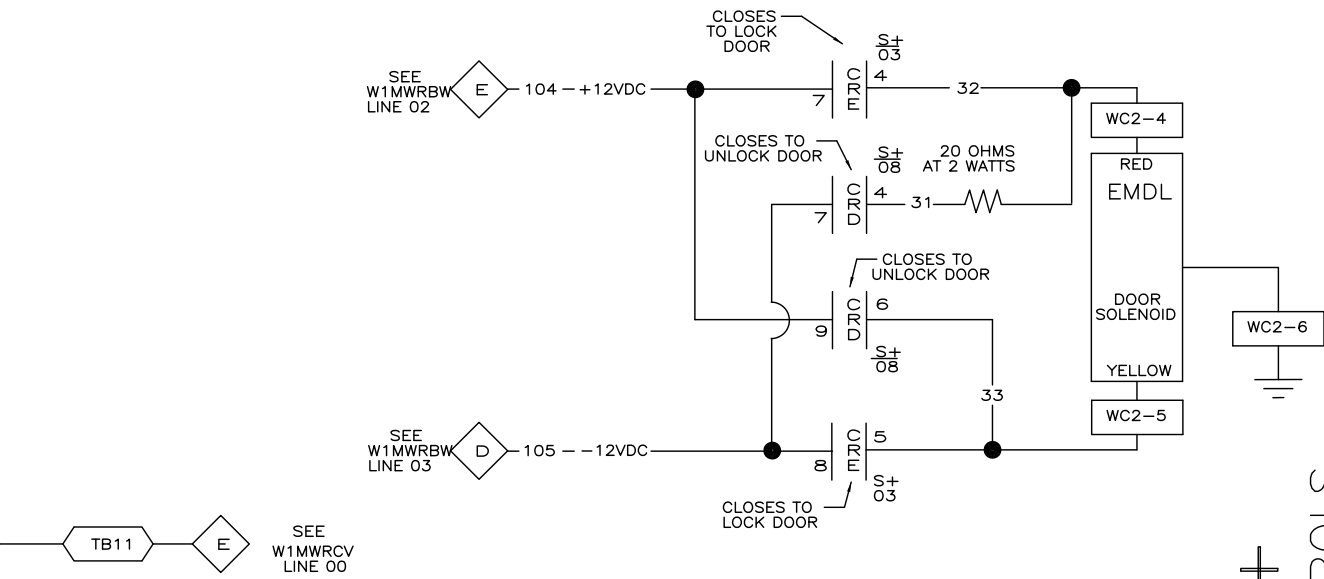 CLOSES
TO LOCK
DOOR
S+
03
SEE
W1MWRBW
LINE 02
E
104 -+12VDC
7
C
R
E
4
32
WC2-4
CLOSES TO
UNLOCK DOOR
S+
08
20 OHMS
AT 2 WATTS
7
C
R
D
4
31
RED
EMDL
CLOSES TO
UNLOCK DOOR
9
C
R
D
6
S+
08
DOOR
SOLENOID
WC2-6
YELLOW
33
WC2-5
SEE
W1MWRBW
LINE 03
D
105 --12VDC
8
C
R
E
5
S+
03
CLOSES TO
LOCK DOOR
TB11
E
SEE
W1MWRCV
LINE 00